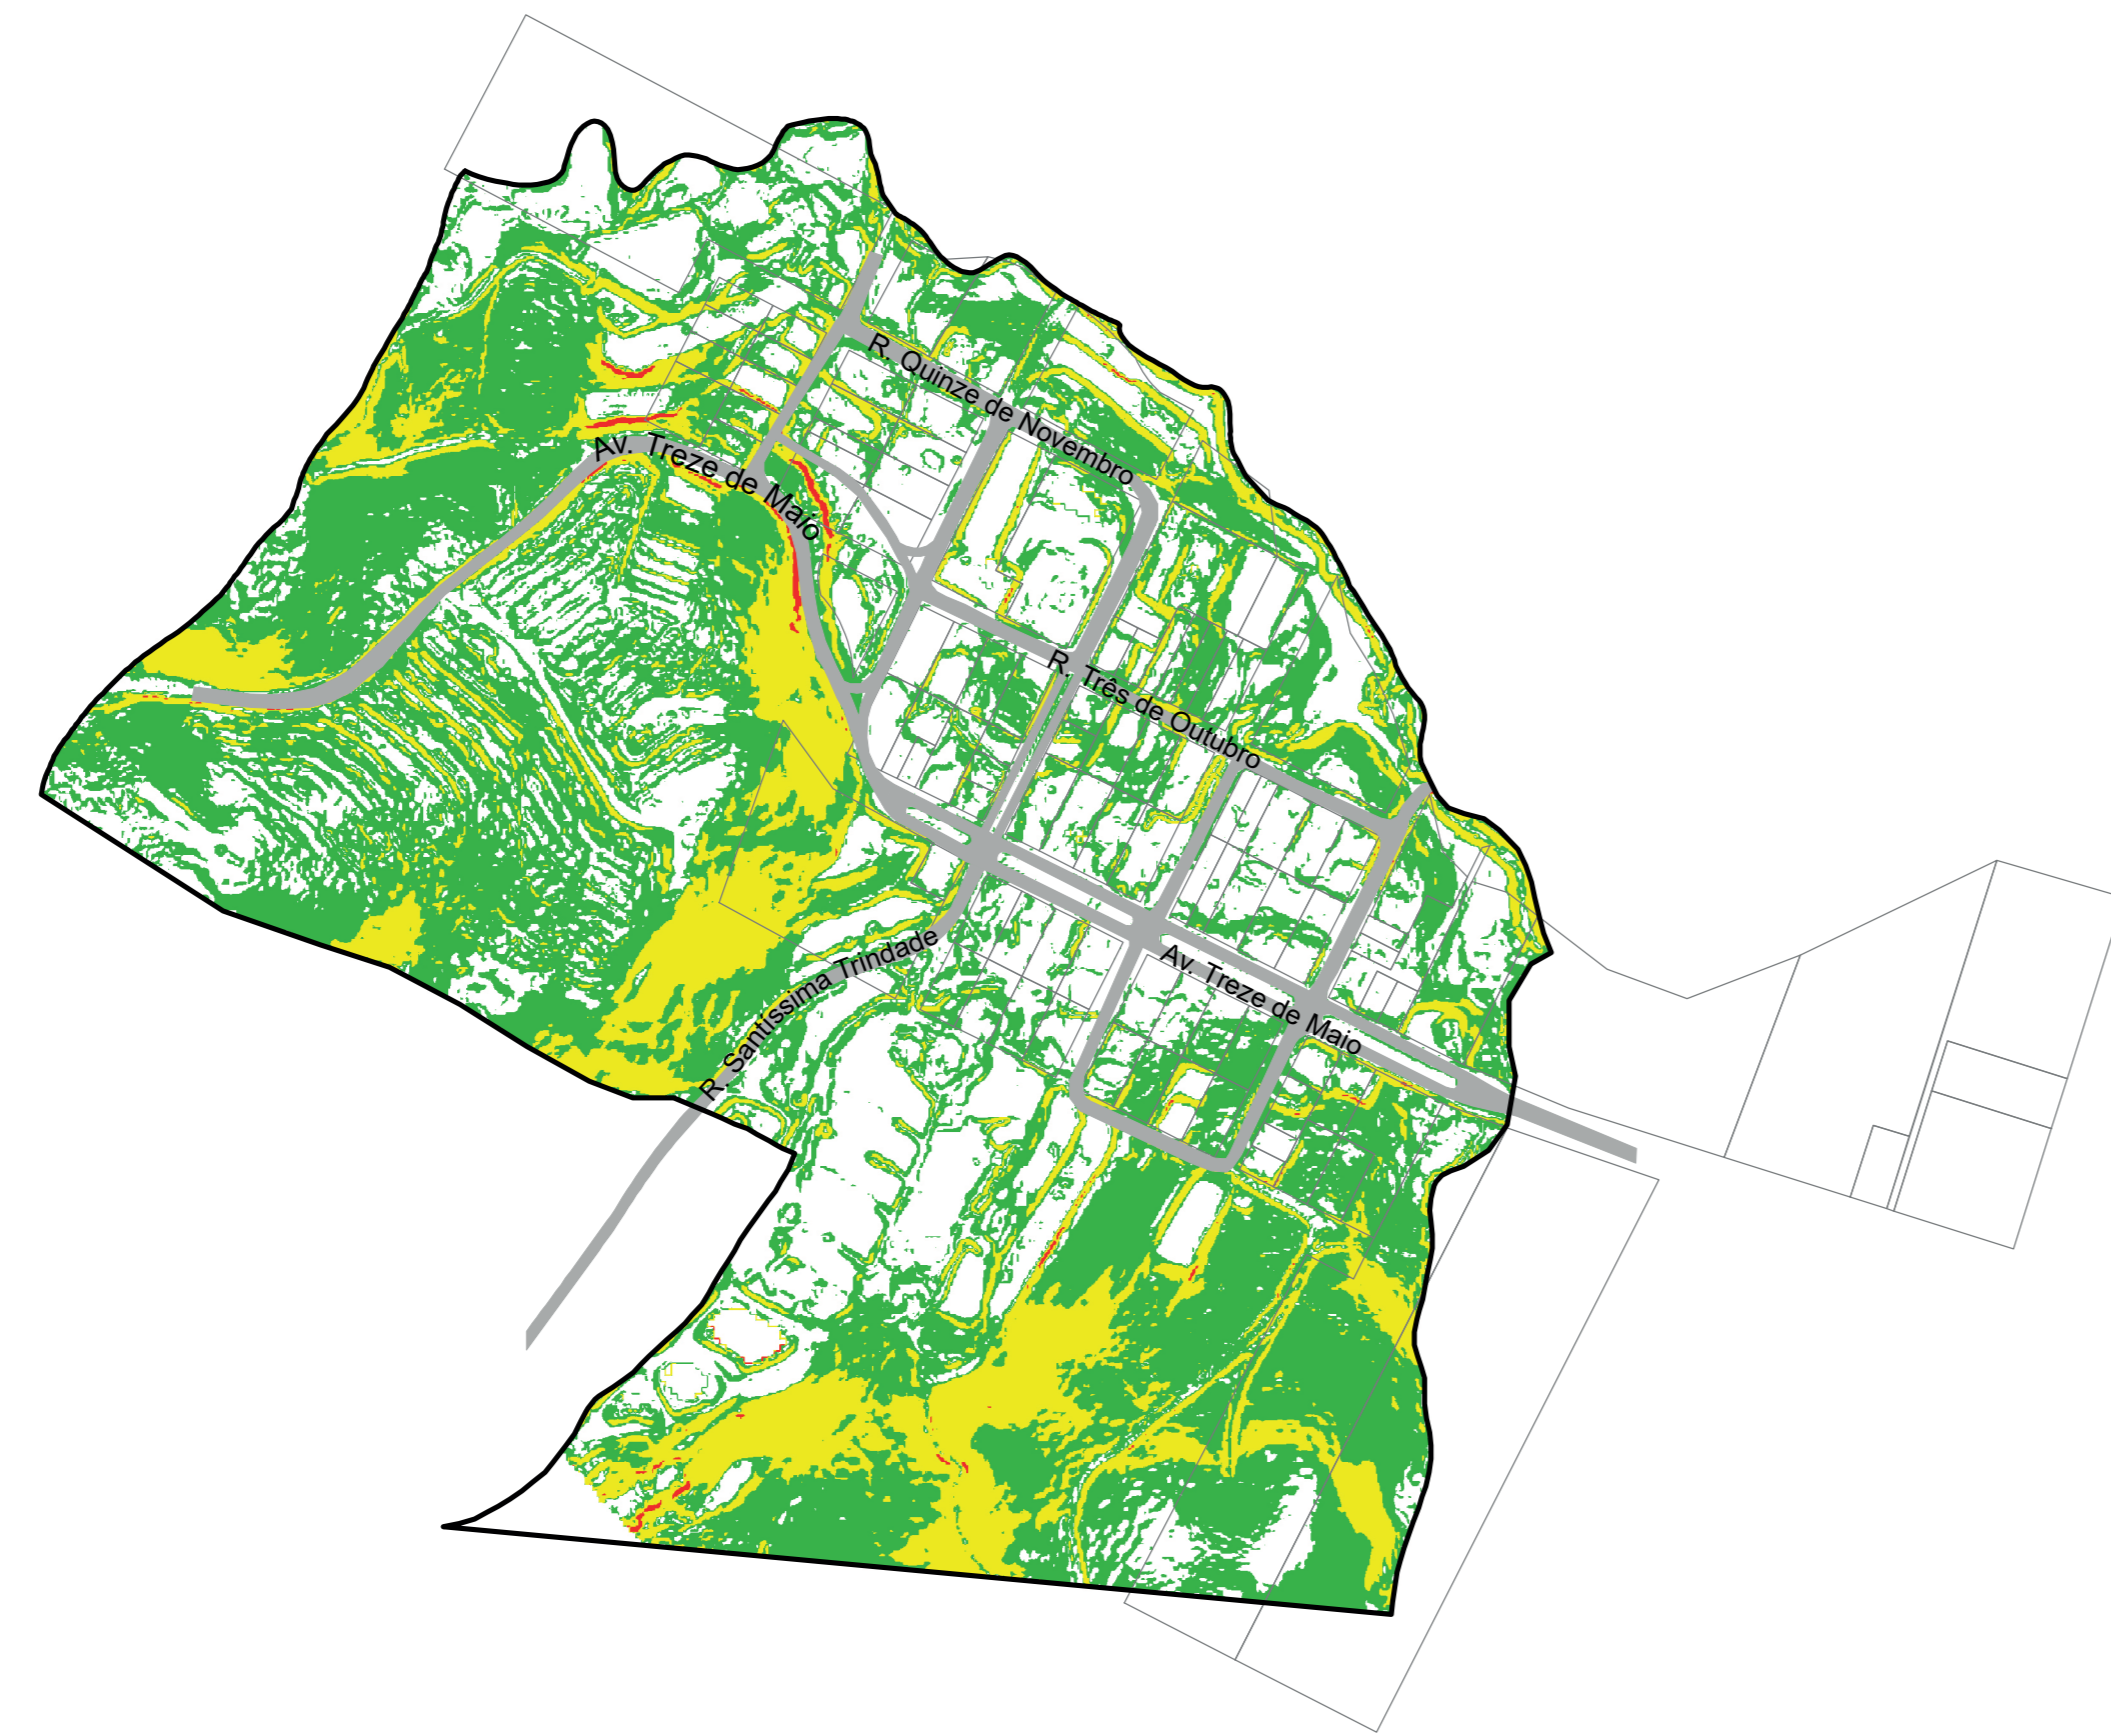 R. Quinze de Novembro
Av. Treze de Maio
R. Três de Outubro
R. Santíssima Trindade
Av. Treze de Maio